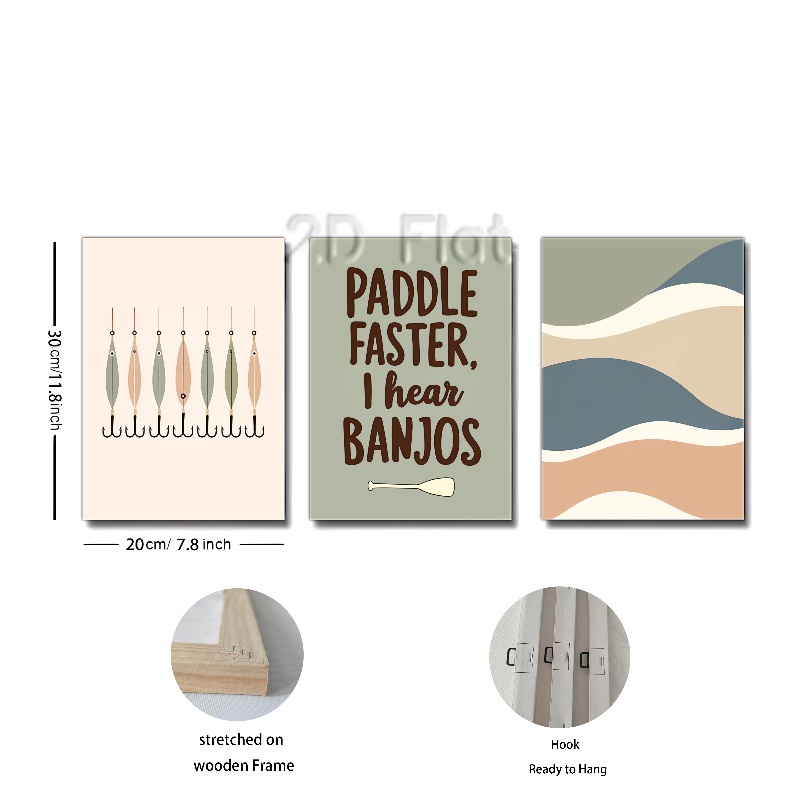 2D Flat
PADDLE
FASTER,
I hear
BANJOS
30cm/11.8inch
20cm/ 7.8 inch
stretched on
wooden Frame
Hook
Ready to Hang